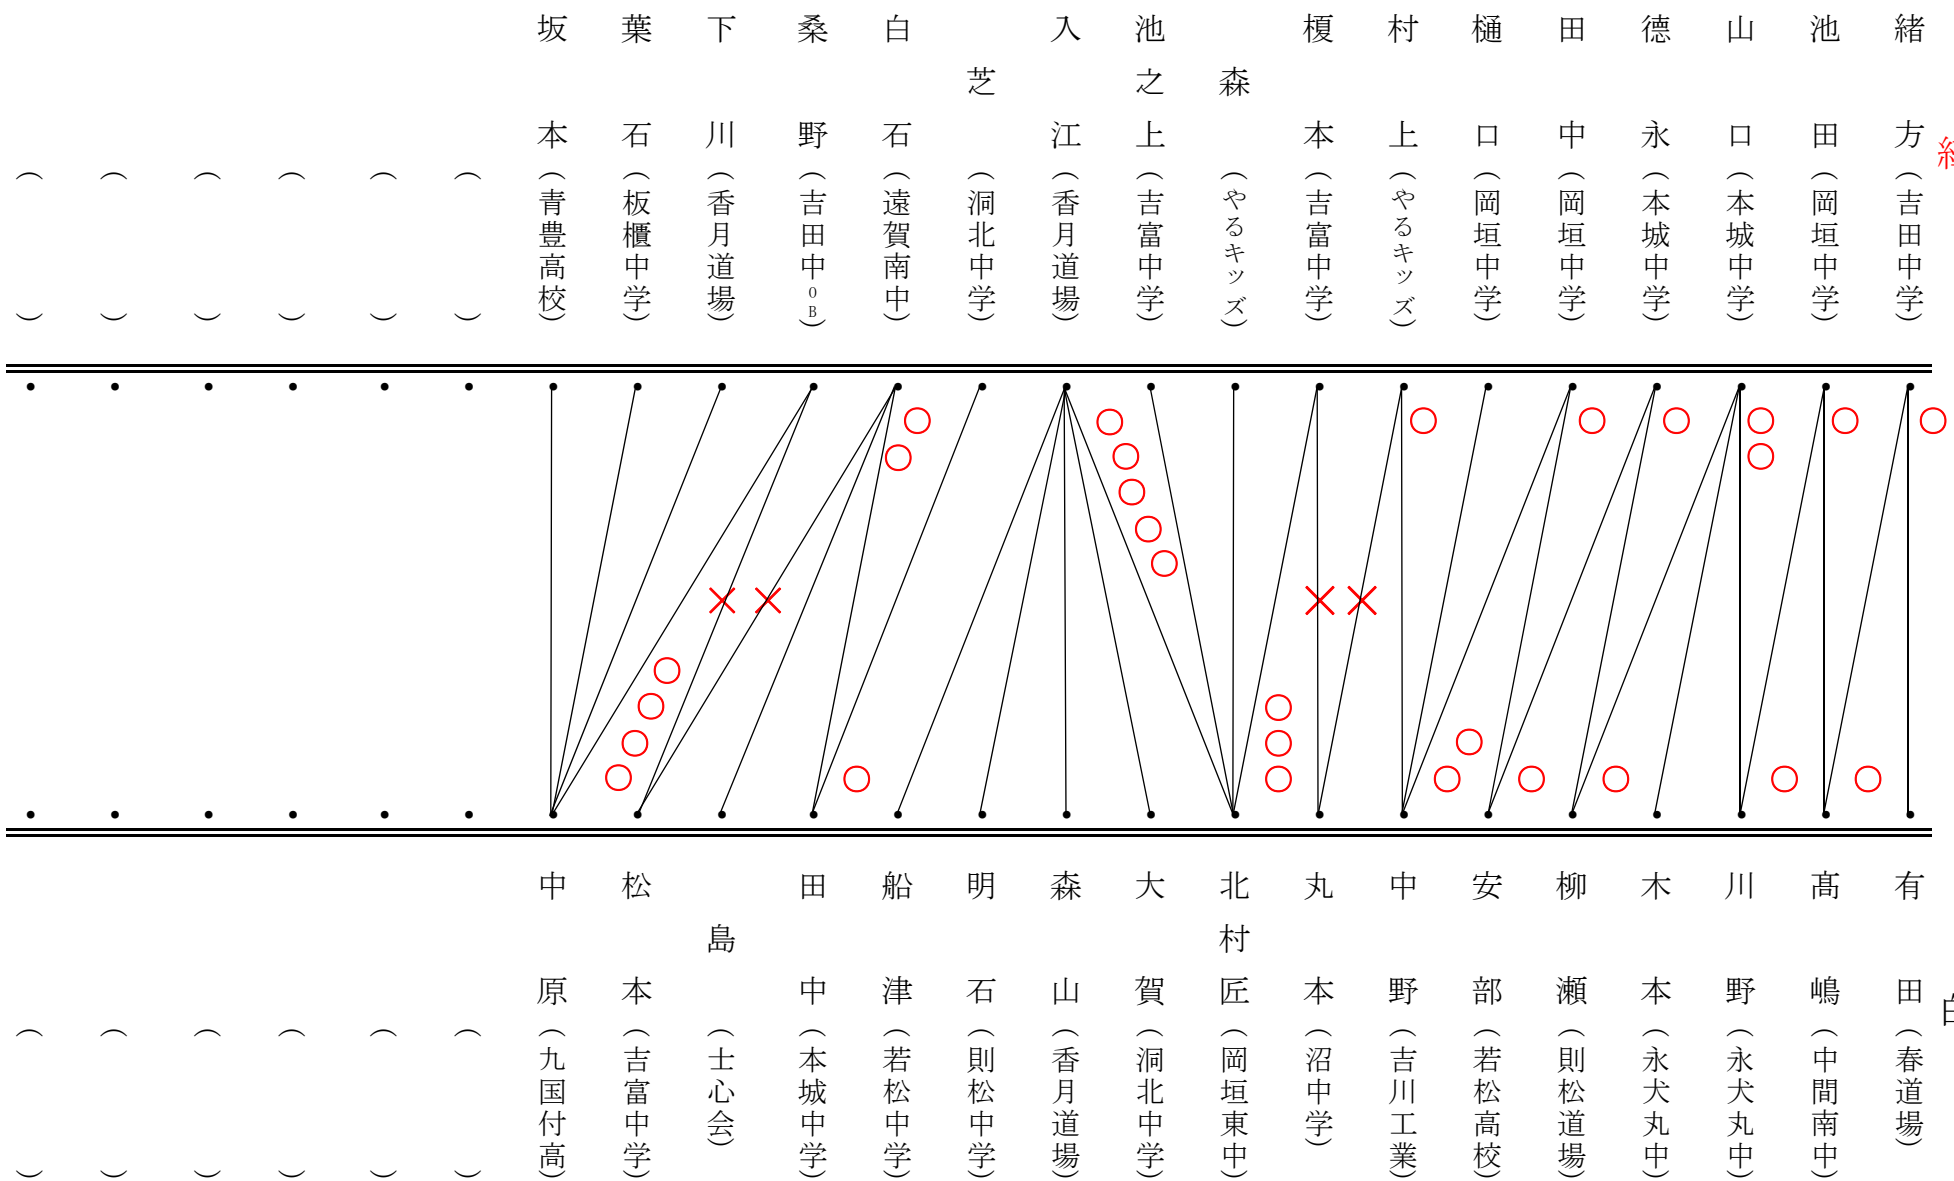 緒方（吉田中学）
池田（岡垣中学）
山口（本城中学）
德永（本城中学）
田中（岡垣中学）
樋口（岡垣中学）
村上（やるキッズ）
榎本（吉富中学）
森（やるキッズ）
池之上（吉富中学）
入江（香月道場）
芝（洞北中学）
白石（遠賀南中）
桑野（吉田中OB）
下川（香月道場）
葉石（板櫃中学）
坂本（青豊高校）
（ ）
（ ）
（ ）
（ ）
（ ）
（ ）
有田（春道場）
髙嶋（中間南中）
川野（永犬丸中）
木本（永犬丸中）
柳瀬（則松道場）
安部（若松高校）
中野（吉川工業）
丸本（沼中学）
北村匠（岡垣東中）
大賀（洞北中学）
森山（香月道場）
明石（則松中学）
船津（若松中学）
田中（本城中学）
島（士心会）
松本（吉富中学）
中原（九国付高）
（ ）
（ ）
（ ）
（ ）
（ ）
（ ）